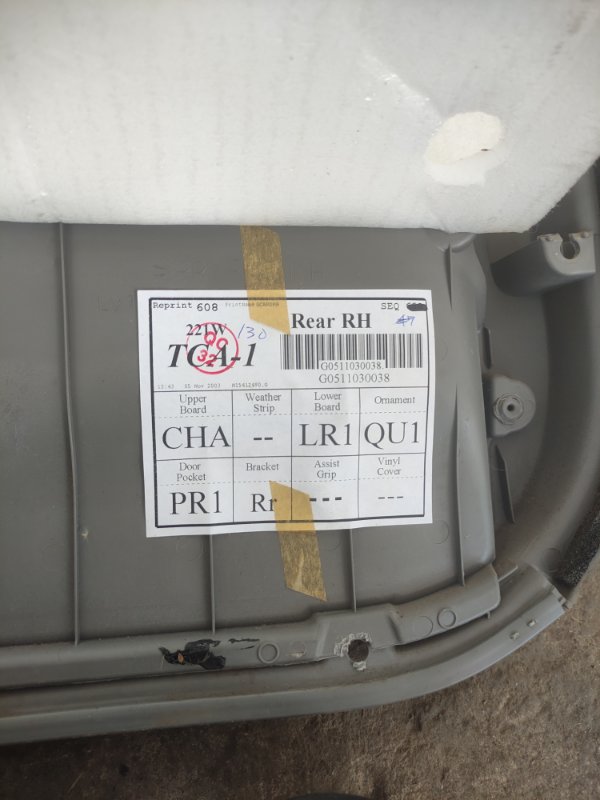 Reprint 608
SEQ
221W 130 Rear RH
TCA-1
G0511030038
G0511030038
Upper Board
Weather Strip
Lower Board
Ornament
CHA
--
LR1
QU1
Door Pocket
Bracket
Assist Grip
Vinyl Cover
PR1
Rr
---
---